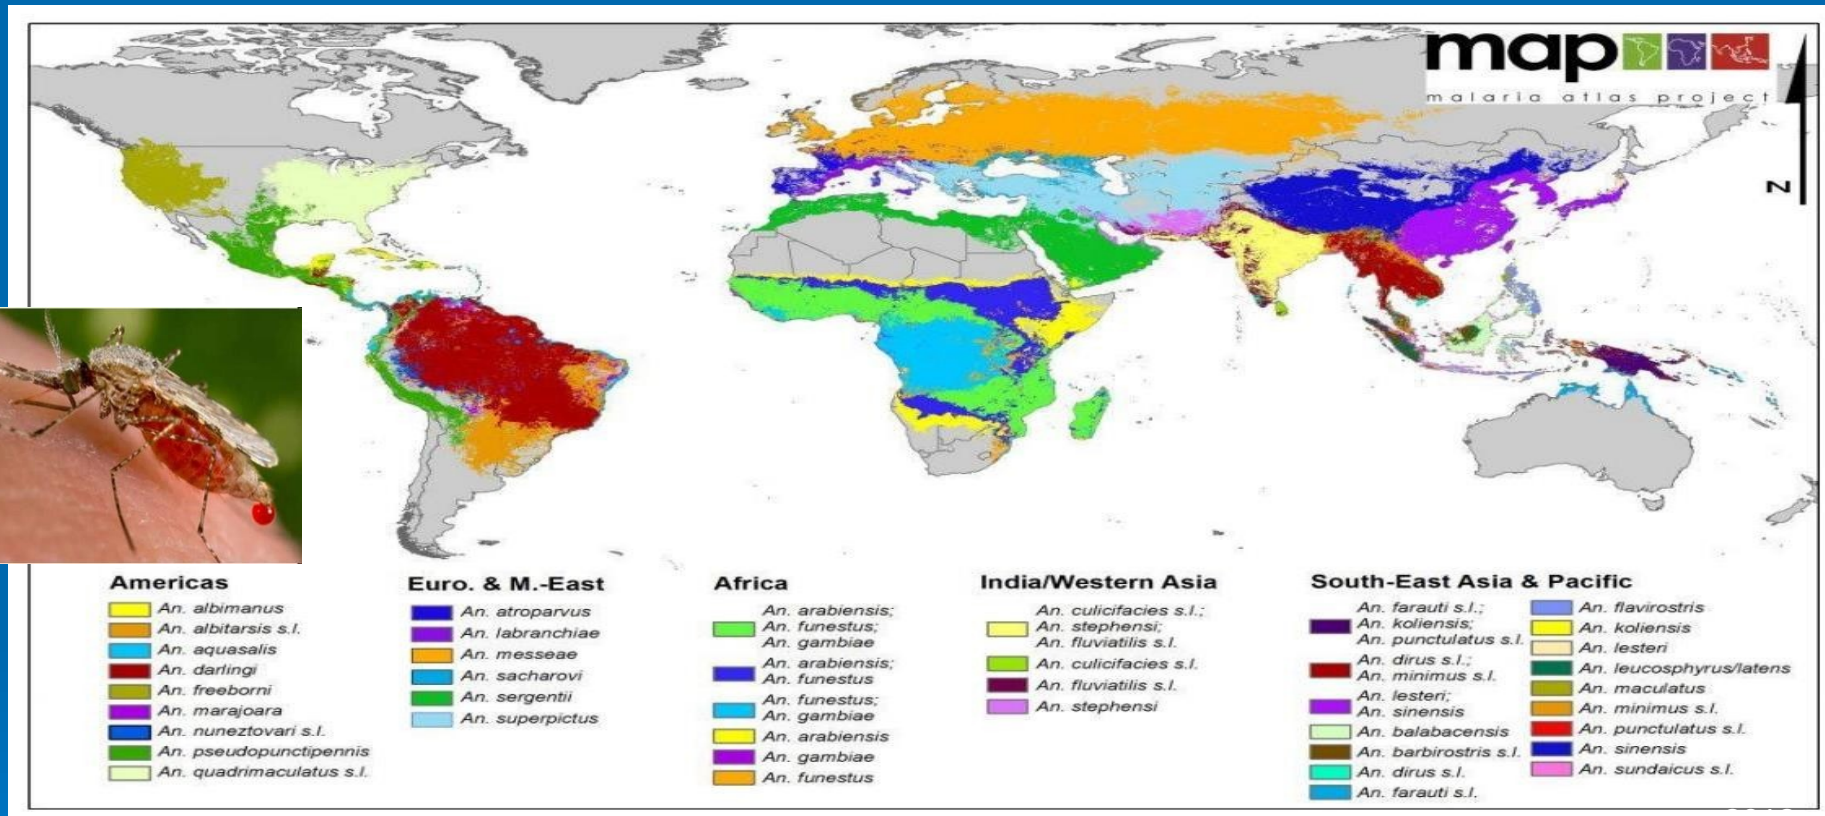 map
malaria atlas project
N
Americas
An. albimanus
An. albitarsis s.l.
An. aquasalis
An. darlingi
An. freeborni
An. marajoara
An. nuneztovari s.l.
An. pseudopunctipennis
An. quadrimaculatus s.l.
Euro. & M.-East
An. atroparvus
An. labranchiae
An. messeae
An. sacharovi
An. sergentii
An. superpictus
Africa
An. arabiensis;
An. funestus;
An. gambiae
An. arabiensis;
An. funestus
An. funestus;
An. gambiae
An. arabiensis
An. gambiae
An. funestus
India/Western Asia
An. culicifacies s.l.;
An. stephensi;
An. fluviatilis s.l.
An. culicifacies s.l.
An. fluviatilis s.l.
An. stephensi
South-East Asia & Pacific
An. farauti s.l.;
An. koliensis;
An. punctulatus s.l.
An. dirus s.l.;
An. minimus s.l.
An. lesteri;
An. sinensis
An. balabacensis
An. barbirostris s.l.
An. dirus s.l.
An. farauti s.l.
An. flavirostris
An. koliensis
An. lesteri
An. leucosphyrus/latens
An. maculatus
An. minimus s.l.
An. punctulatus s.l.
An. sinensis
An. sundaicus s.l.